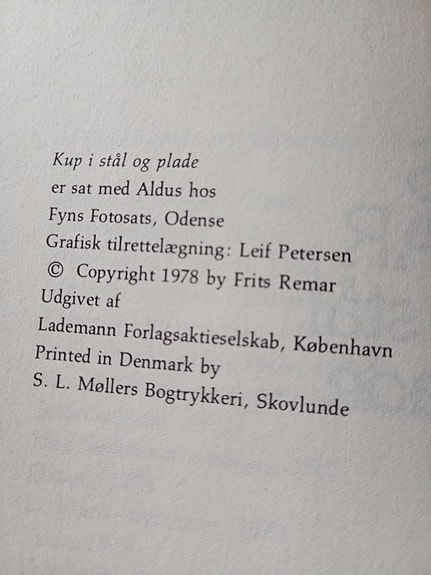 Kup i stål og plade
er sat med Aldus hos
Fyns Fotosats, Odense
Grafisk tilrettelægning: Leif Petersen
© Copyright 1978 by Frits Remar
Udgivet af
Lademann Forlagsaktieselskab, København
Printed in Denmark by
S. L. Møllers Bogtrykkeri, Skovlunde